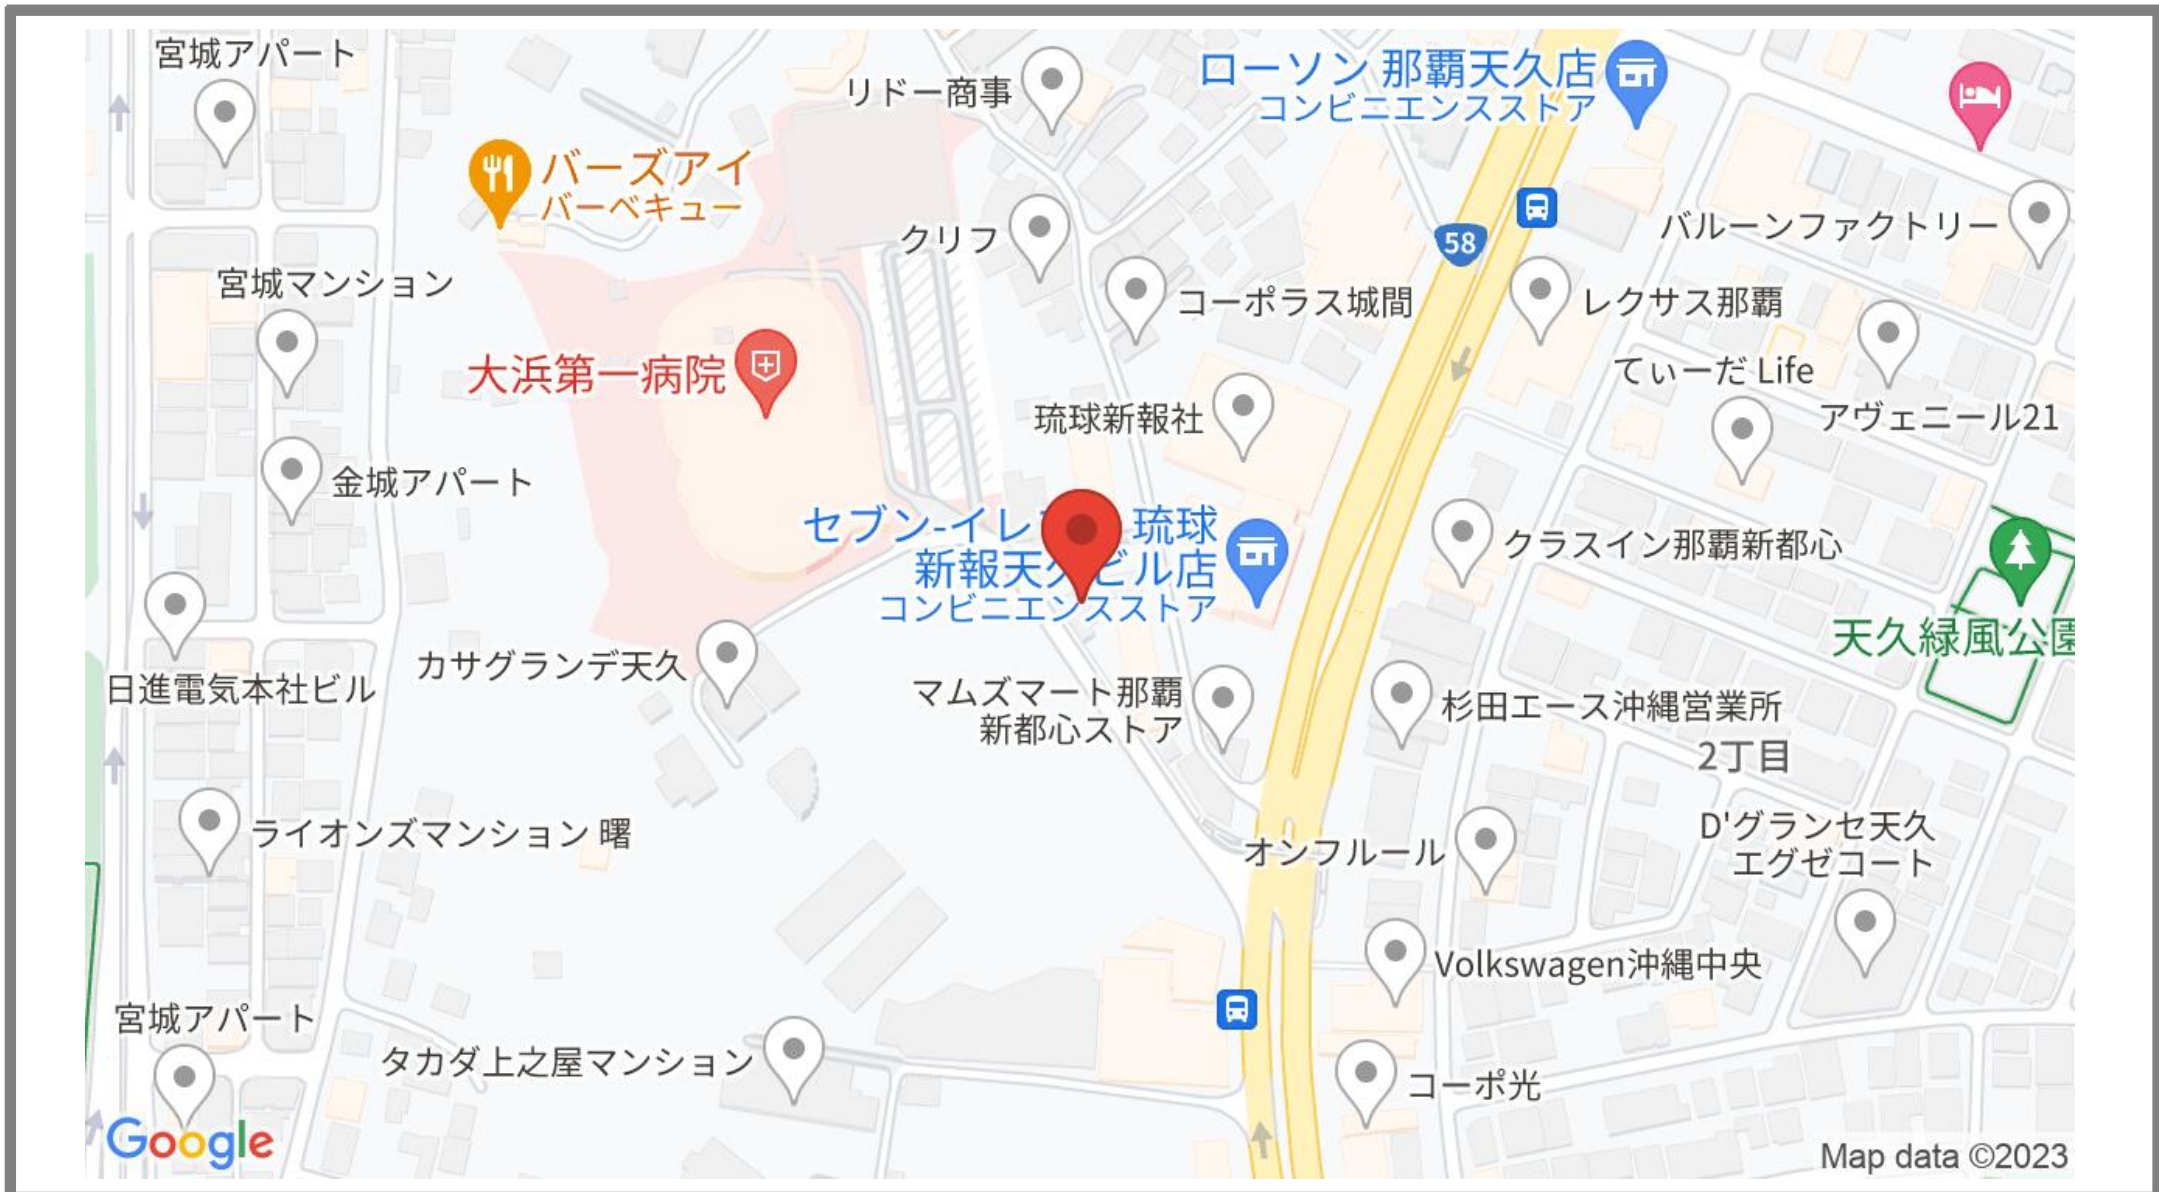 宮城アパート
リドー商事
ローソン 那覇天久店
コンビニエンスストア
バーズアイ
バーベキュー
クリフ
58
バルーンファクトリー
宮城マンション
コーポラス城間
レクサス那覇
大浜第一病院
てぃーだ Life
琉球新報社
アヴェニール21
金城アパート
セブン-イレ 琉球
新報天久ビル店
コンビニエンスストア
クラスイン那覇新都心
天久緑風公園
カサグランデ天久
日進電気本社ビル
マムズマート那覇
新都心ストア
杉田エース沖縄営業所
2丁目
ライオンズマンション 曙
オンフルール
D'グランセ天久
エグゼコート
Volkswagen沖縄中央
宮城アパート
タカダ上之屋マンション
コーポ光
Google
Map data ©2023